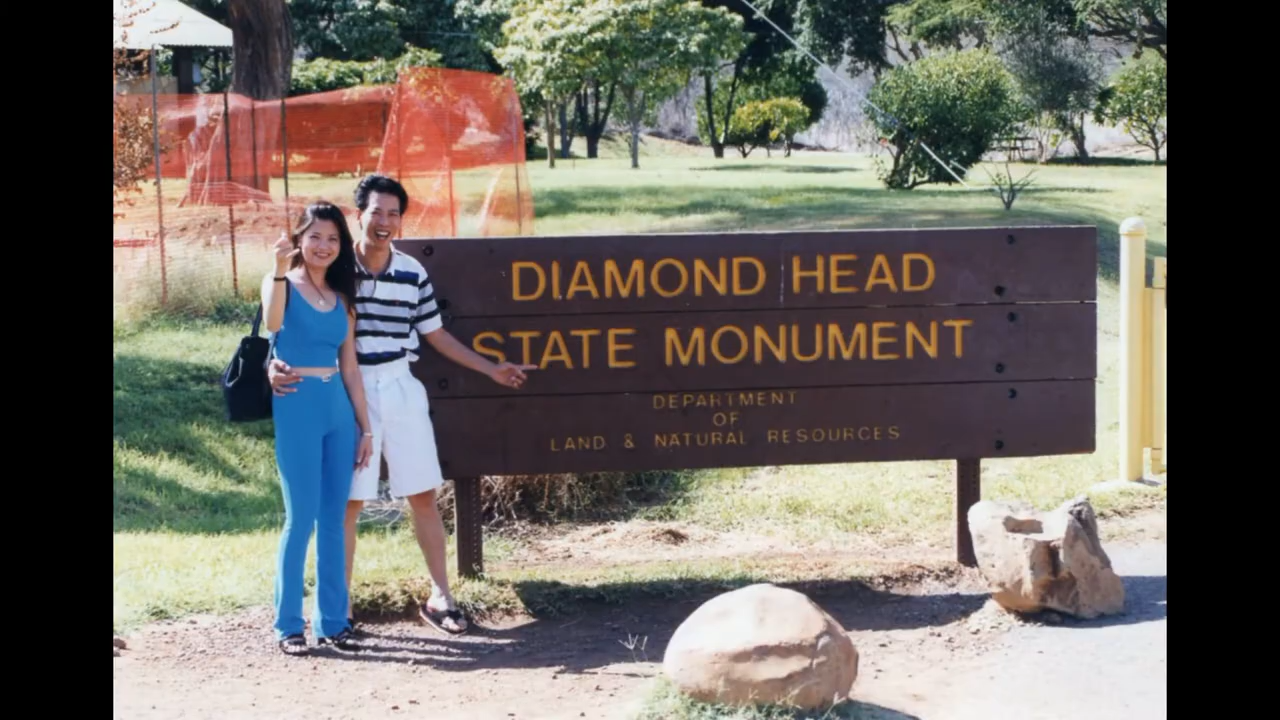 DIAMOND HEAD
STATE MONUMENT
DEPARTMENT
OF
LAND & NATURAL RESOURCES